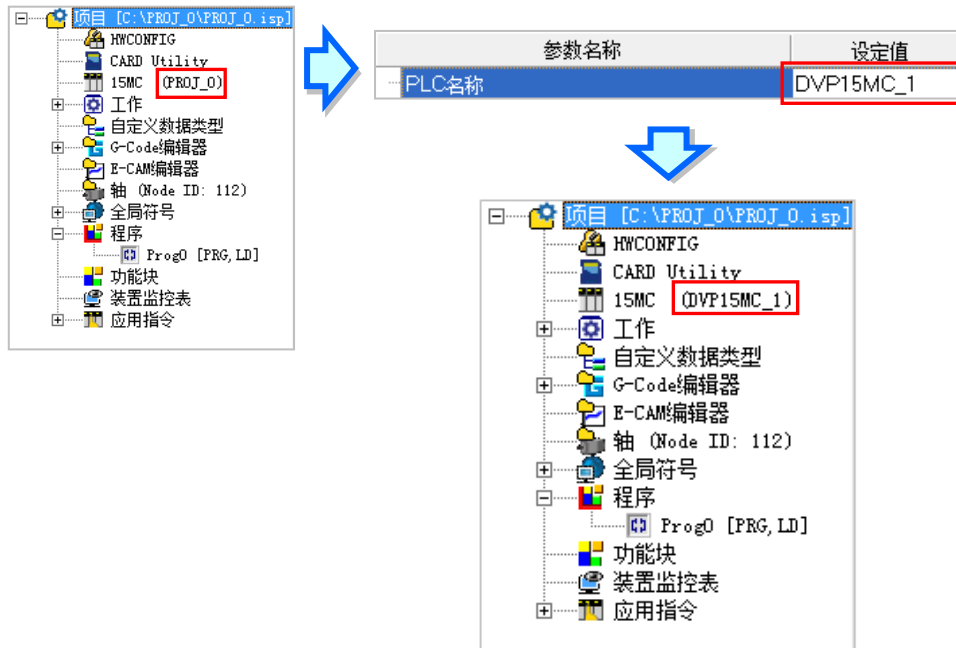 项目 [C:\PROJ_0\PROJ_0.isp]
HWCONFIG
CARD Utility
15MC (PROJ_0)
工作
自定义数据类型
G-Code编辑器
E-CAM编辑器
轴 (Node ID: 112)
全局符号
程序
Prog0 [PRG,LD]
功能块
装置监控表
应用指令
参数名称 设定值
PLC名称 DVP15MC_1
项目 [C:\PROJ_0\PROJ_0.isp]
HWCONFIG
CARD Utility
15MC (DVP15MC_1)
工作
自定义数据类型
G-Code编辑器
E-CAM编辑器
轴 (Node ID: 112)
全局符号
程序
Prog0 [PRG,LD]
功能块
装置监控表
应用指令